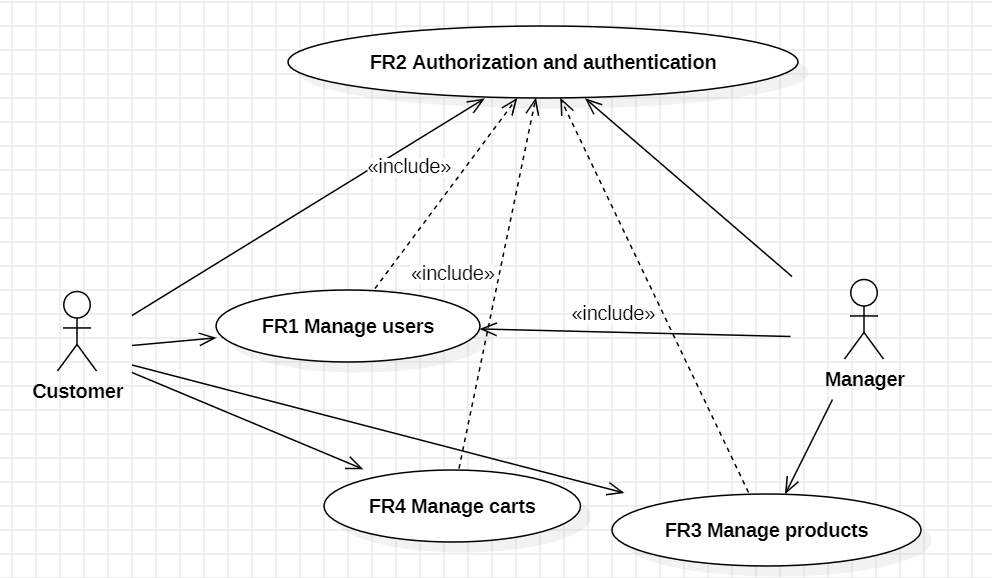 FR2 Authorization and authentication
«include»
«include»
«include»
FR1 Manage users
Customer
Manager
FR4 Manage carts
FR3 Manage products